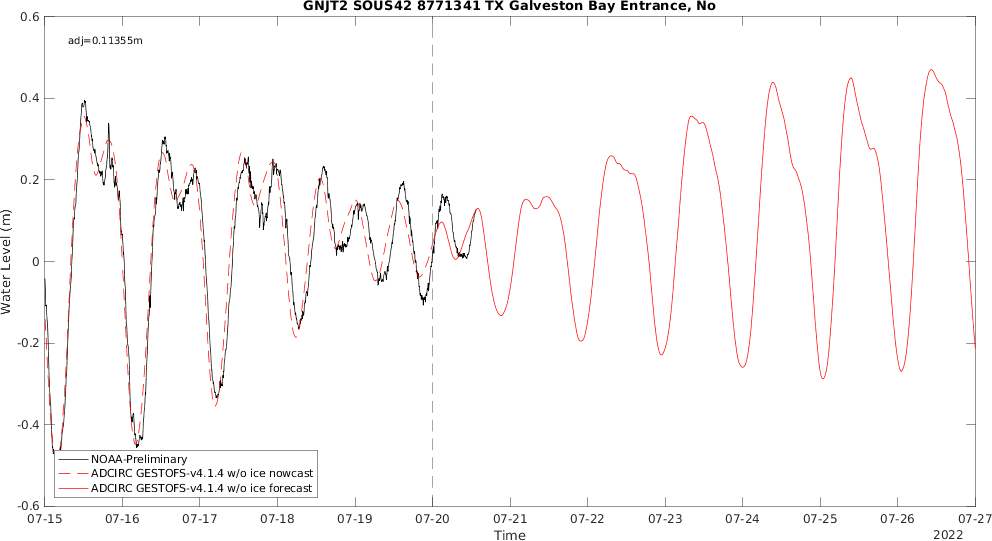 GNJT2 SOUS42 8771341 TX Galveston Bay Entrance, No
adj=0.11355m
Water Level (m)
0.6
0.4
0.2
0
-0.2
-0.4
-0.6
NOAA-Preliminary
ADCIRC GESTOFS-v4.1.4 w/o ice nowcast
ADCIRC GESTOFS-v4.1.4 w/o ice forecast
07-15 07-16 07-17 07-18 07-19 07-20 07-21 07-22 07-23 07-24 07-25 07-26 07-27
Time
2022